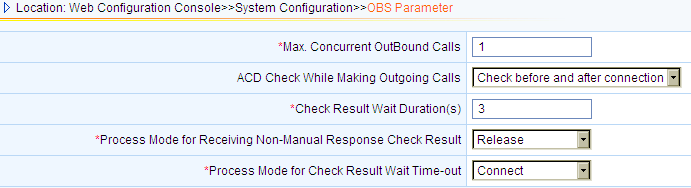 Location: Web Configuration Console>>System Configuration>>OBS Parameter
*Max. Concurrent OutBound Calls 1
ACD Check While Making Outgoing Calls Check before and after connection
*Check Result Wait Duration(s) 3
*Process Mode for Receiving Non-Manual Response Check Result Release
*Process Mode for Check Result Wait Time-out Connect